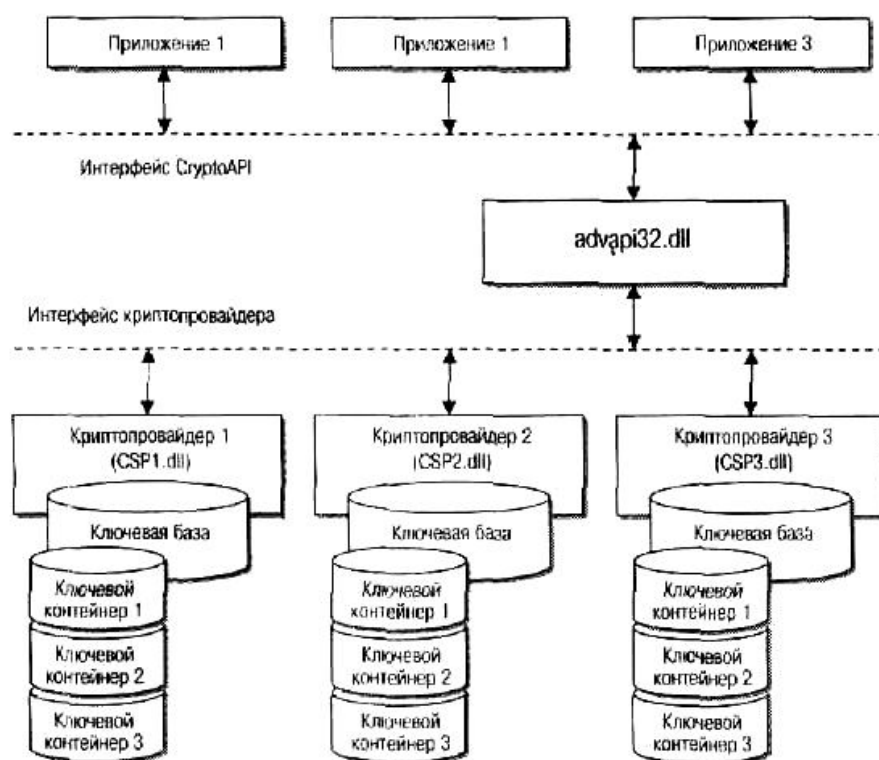 Приложение 1
Приложение 1
Приложение 3
Интерфейс CryptoAPI
advapi32.dll
Интерфейс криптопровайдера
Криптопровайдер 1
(CSP1.dll)
Криптопровайдер 2
(CSP2.dll)
Криптопровайдер 3
(CSP3.dll)
Ключевая база
Ключевая база
Ключевая база
Ключевой
контейнер 1
Ключевой
контейнер 1
Ключевой
контейнер 1
Ключевой
контейнер 2
Ключевой
контейнер 2
Ключевой
контейнер 2
Ключевой
контейнер 3
Ключевой
контейнер 3
Ключевой
контейнер 3